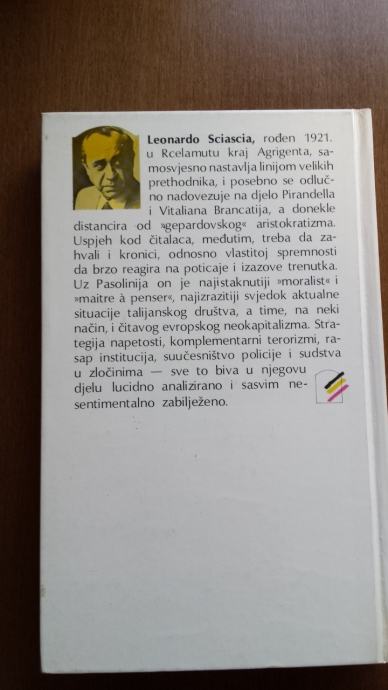 Leonardo Sciascia, rođen 1921.
u Rcelamutu kraj Agrigenta, sa-
mosvjesno nastavlja linijom velikih
prethodnika, i posebno se odluč-
no nadovezuje na djelo Pirandella
i Vitaliana Brancatija, a donekle
distancira od »gepardovskog« aristokratizma.
Uspjeh kod čitalaca, međutim, treba da za-
hvali i kronici, odnosno vlastitoj spremnosti
da brzo reagira na poticaje i izazove trenutka.
Uz Pasolinija on je najistaknutiji »moralist« i
»maitre à penser«, najizrazitiji svjedok aktualne
situacije talijanskog društva, a time, na neki
način, i čitavog evropskog neokapitalizma. Stra-
tegija napetosti, komplementarni terorizmi, ra-
sap institucija, suučesništvo policije i sudstva
u zločinima — sve to biva u njegovu
djelu lucidno analizirano i sasvim ne-
sentimentalno zabilježeno.